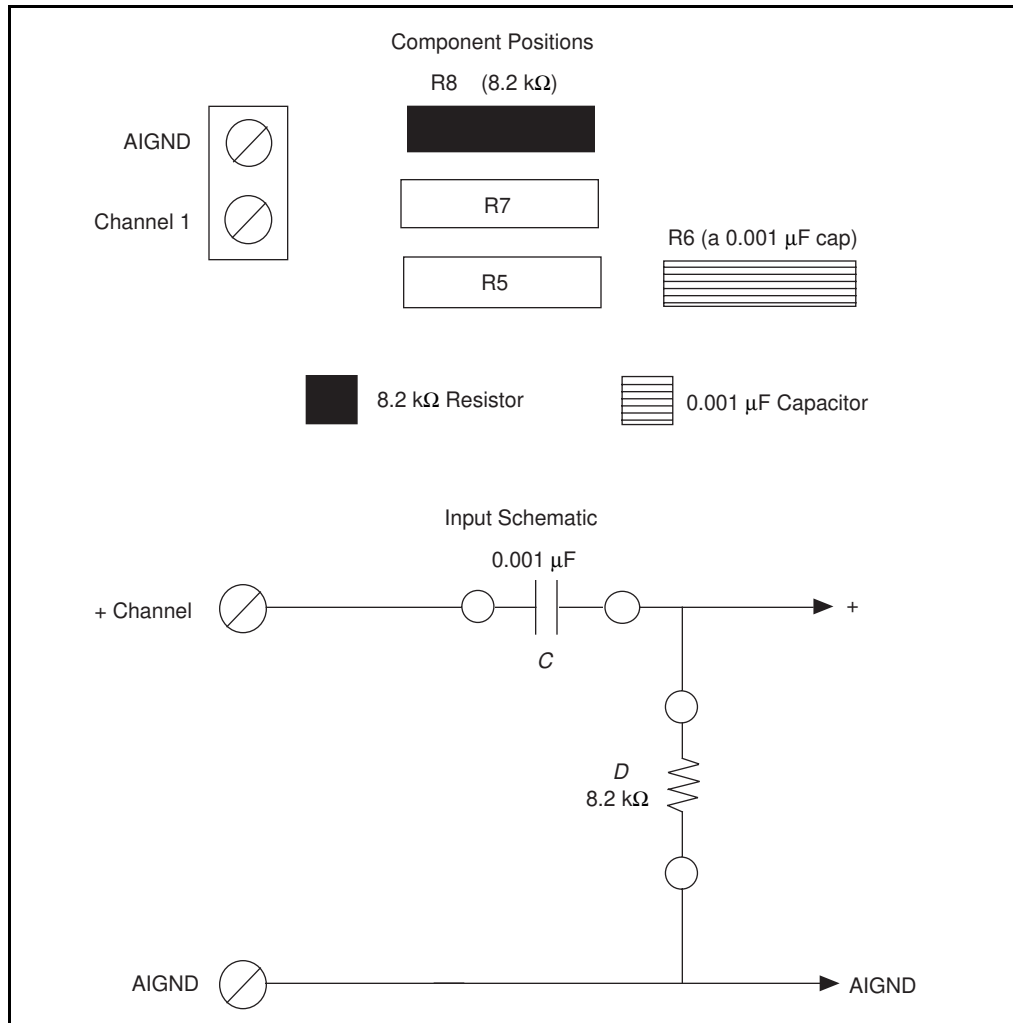 Component Positions
R8 (8.2 kΩ)
AIGND
Channel 1
R7
R6 (a 0.001 µF cap)
R5
8.2 kΩ Resistor
0.001 µF Capacitor
Input Schematic
0.001 µF
+ Channel
+
C
D
8.2 kΩ
AIGND
AIGND